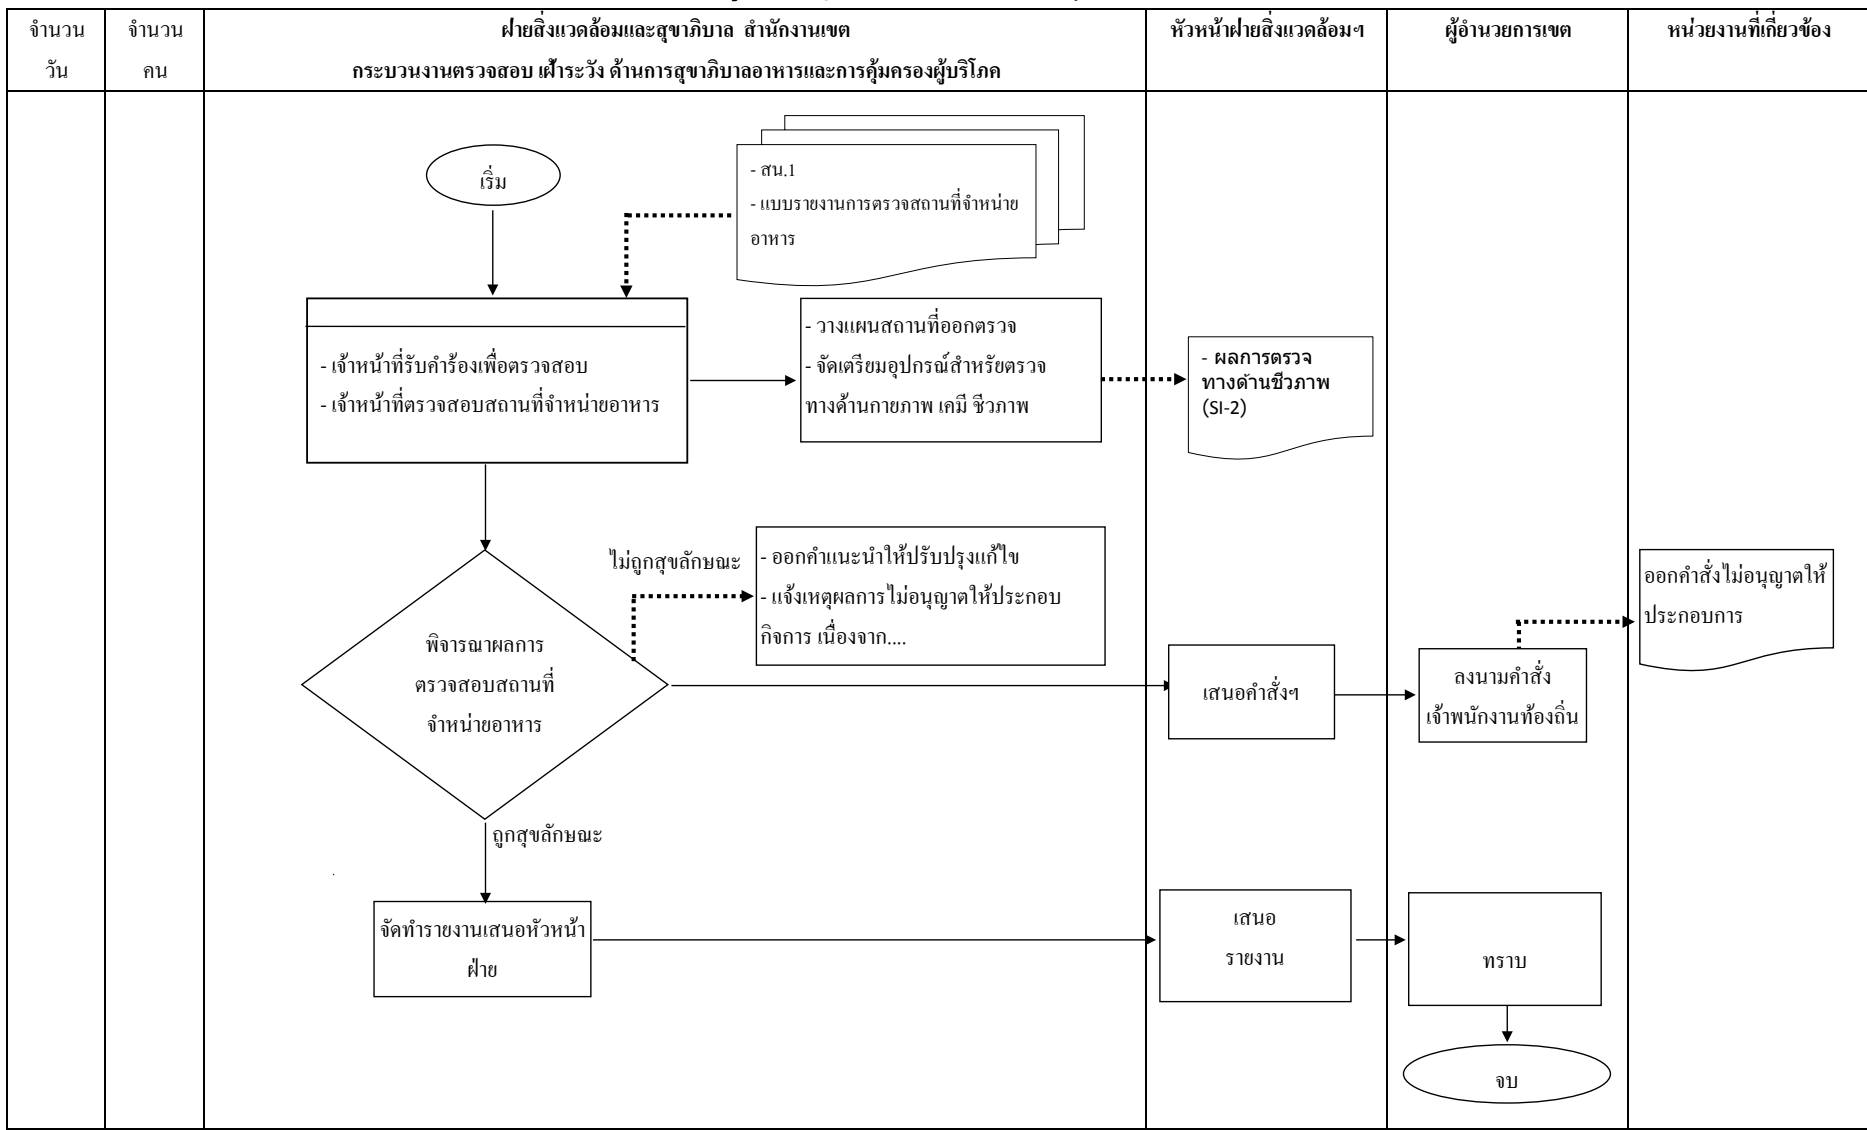 จำนวน
วัน
จำนวน
คน
ฝ่ายสิ่งแวดล้อมและสุขาภิบาล สำนักงานเขต
กระบวนงานตรวจสอบ เฝ้าระวัง ด้านการสุขาภิบาลอาหารและการคุ้มครองผู้บริโภค
หัวหน้าฝ่ายสิ่งแวดล้อมฯ
ผู้อำนวยการเขต
หน่วยงานที่เกี่ยวข้อง
เริ่ม
- สน.1
- แบบรายงานการตรวจสถานที่จำหน่าย
อาหาร
- เจ้าหน้าที่รับคำร้องเพื่อตรวจสอบ
- เจ้าหน้าที่ตรวจสอบสถานที่จำหน่ายอาหาร
- วางแผนสถานที่ออกตรวจ
- จัดเตรียมอุปกรณ์สำหรับตรวจ
ทางด้านกายภาพ เคมี ชีวภาพ
- ผลการตรวจ
ทางด้านชีวภาพ
(SI-2)
ไม่ถูกสุขลักษณะ
- ออกคำแนะนำให้ปรับปรุงแก้ไข
- แจ้งเหตุผลการไม่อนุญาตให้ประกอบ
กิจการ เนื่องจาก....
ออกคำสั่งไม่อนุญาตให้
ประกอบการ
พิจารณาผลการ
ตรวจสอบสถานที่
จำหน่ายอาหาร
เสนอคำสั่งฯ
ลงนามคำสั่ง
เจ้าพนักงานท้องถิ่น
ถูกสุขลักษณะ
จัดทำรายงานเสนอหัวหน้า
ฝ่าย
เสนอ
รายงาน
ทราบ
จบ